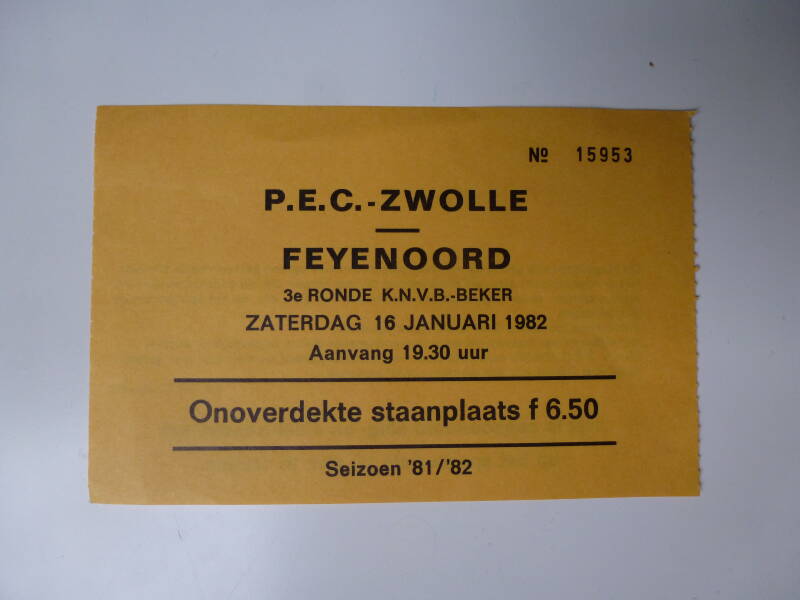 Nº 15953
P.E.C.-ZWOLLE
—
FEYENOORD
3e RONDE K.N.V.B.-BEKER
ZATERDAG 16 JANUARI 1982
Aanvang 19.30 uur
Onoverdekte staanplaats f 6.50
Seizoen '81/'82